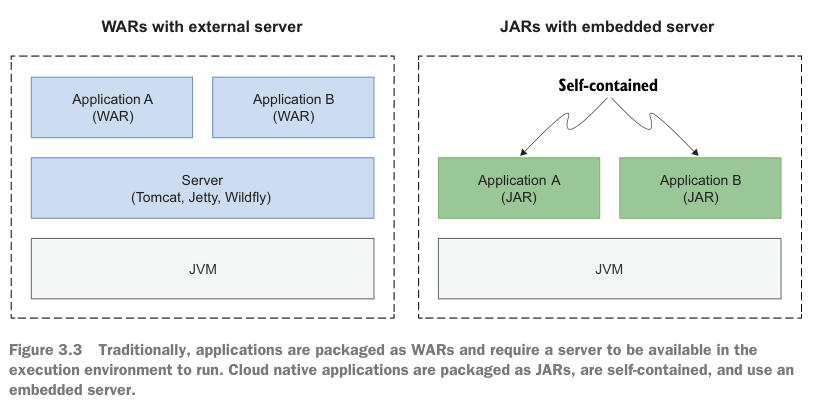 WARs with external server
JARs with embedded server
Application A
(WAR)
Application B
(WAR)
Server
(Tomcat, Jetty, Wildfly)
JVM
Self-contained
Application A
(JAR)
Application B
(JAR)
JVM
Figure 3.3 Traditionally, applications are packaged as WARs and require a server to be available in the
execution environment to run. Cloud native applications are packaged as JARs, are self-contained, and use an
embedded server.